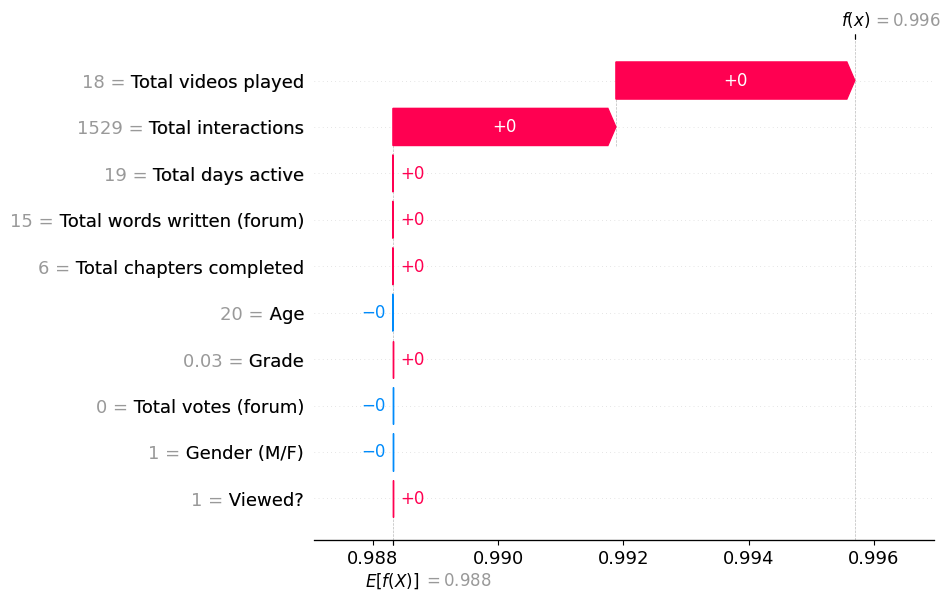 f(x) = 0.996
18 = Total videos played
+0
1529 = Total interactions
+0
19 = Total days active
+0
15 = Total words written (forum)
+0
6 = Total chapters completed
+0
20 = Age
−0
0.03 = Grade
+0
0 = Total votes (forum)
−0
1 = Gender (M/F)
−0
1 = Viewed?
+0
0.988 0.990 0.992 0.994 0.996
E[f(X)] = 0.988